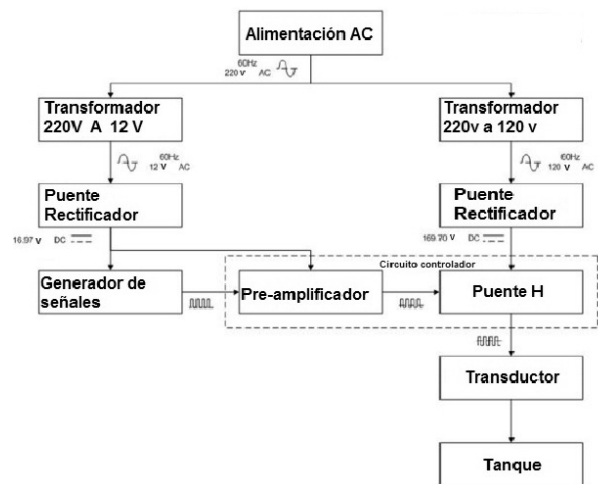 Alimentación AC
60Hz
220 v AC
Transformador
220V A 12 V
Transformador
220v a 120 v
60Hz
12 V AC
60Hz
120 V AC
Puente
Rectificador
Puente
Rectificador
16.97 V DC
169.70 V DC
Circuito controlador
Generador de
señales
Pre-amplificador
Puente H
Transductor
Tanque